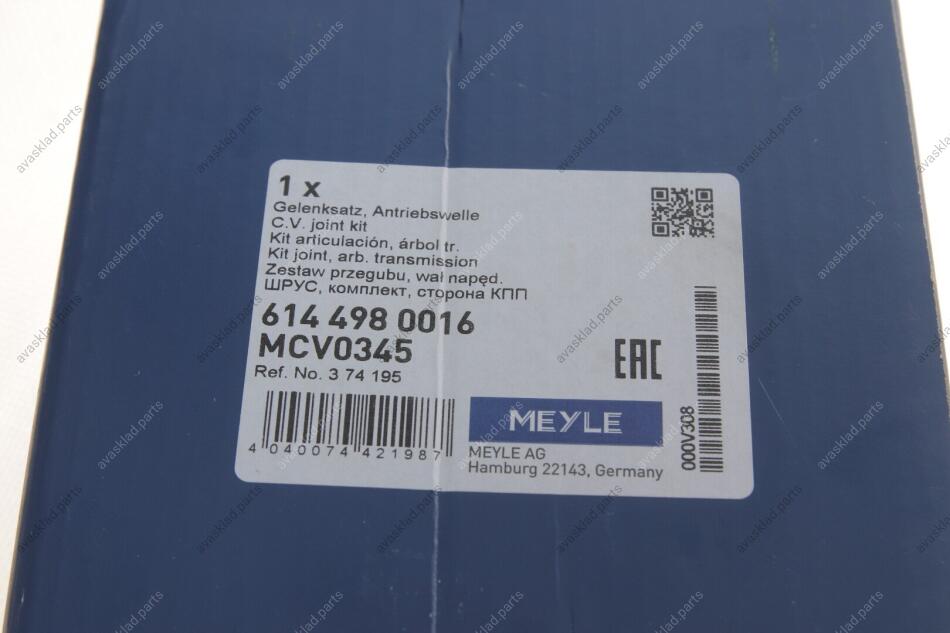 1 x
Gelenksatz, Antriebswelle
C.V. joint kit
Kit articulación, árbol tr.
Kit joint, arb. transmission
Zestaw przegubu, wał napęd.
ШРУС, комплект, сторона КПП
614 498 0016
MCV0345
Ref. No. 3 74 195
EAC
4 040074 421987
MEYLE
MEYLE AG
Hamburg 22143, Germany
000V308
avasklad.parts